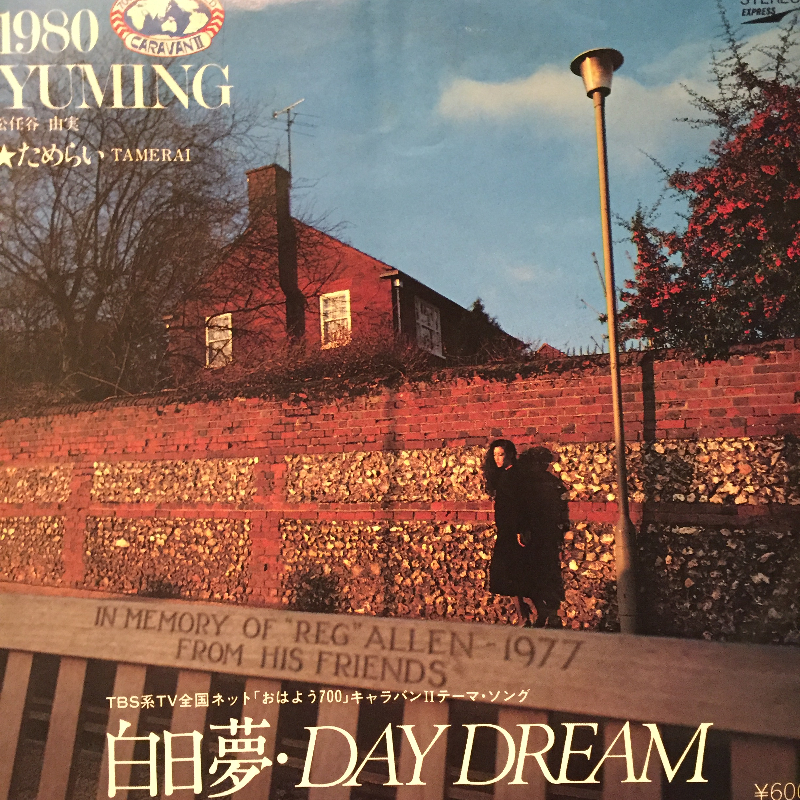 1980
CARAVAN II
STEREO
EXPRESS
YUMING
松任谷 由実
★ためらい TAMERAI
IN MEMORY OF "REG" ALLEN - 1977
FROM HIS FRIENDS
TBS系TV全国ネット「おはよう700」キャラバンIIテーマ・ソング
白日夢・DAY DREAM